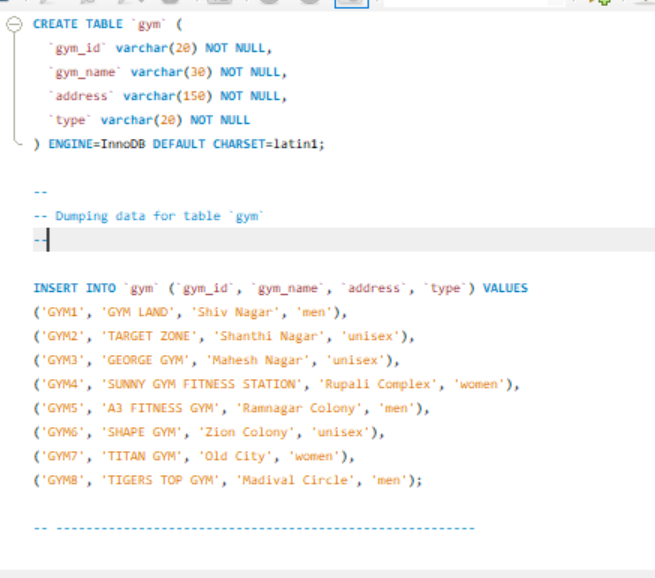 CREATE TABLE `gym` (
`gym_id` varchar(20) NOT NULL,
`gym_name` varchar(30) NOT NULL,
`address` varchar(150) NOT NULL,
`type` varchar(20) NOT NULL
) ENGINE=InnoDB DEFAULT CHARSET=latin1;
--
-- Dumping data for table `gym`
--
INSERT INTO `gym` (`gym_id`, `gym_name`, `address`, `type`) VALUES
('GYM1', 'GYM LAND', 'Shiv Nagar', 'men'),
('GYM2', 'TARGET ZONE', 'Shanthi Nagar', 'unisex'),
('GYM3', 'GEORGE GYM', 'Mahesh Nagar', 'unisex'),
('GYM4', 'SUNNY GYM FITNESS STATION', 'Rupali Complex', 'women'),
('GYM5', 'A3 FITNESS GYM', 'Ramnagar Colony', 'men'),
('GYM6', 'SHAPE GYM', 'Zion Colony', 'unisex'),
('GYM7', 'TITAN GYM', 'Old City', 'women'),
('GYM8', 'TIGERS TOP GYM', 'Madival Circle', 'men');
-- --------------------------------------------------------